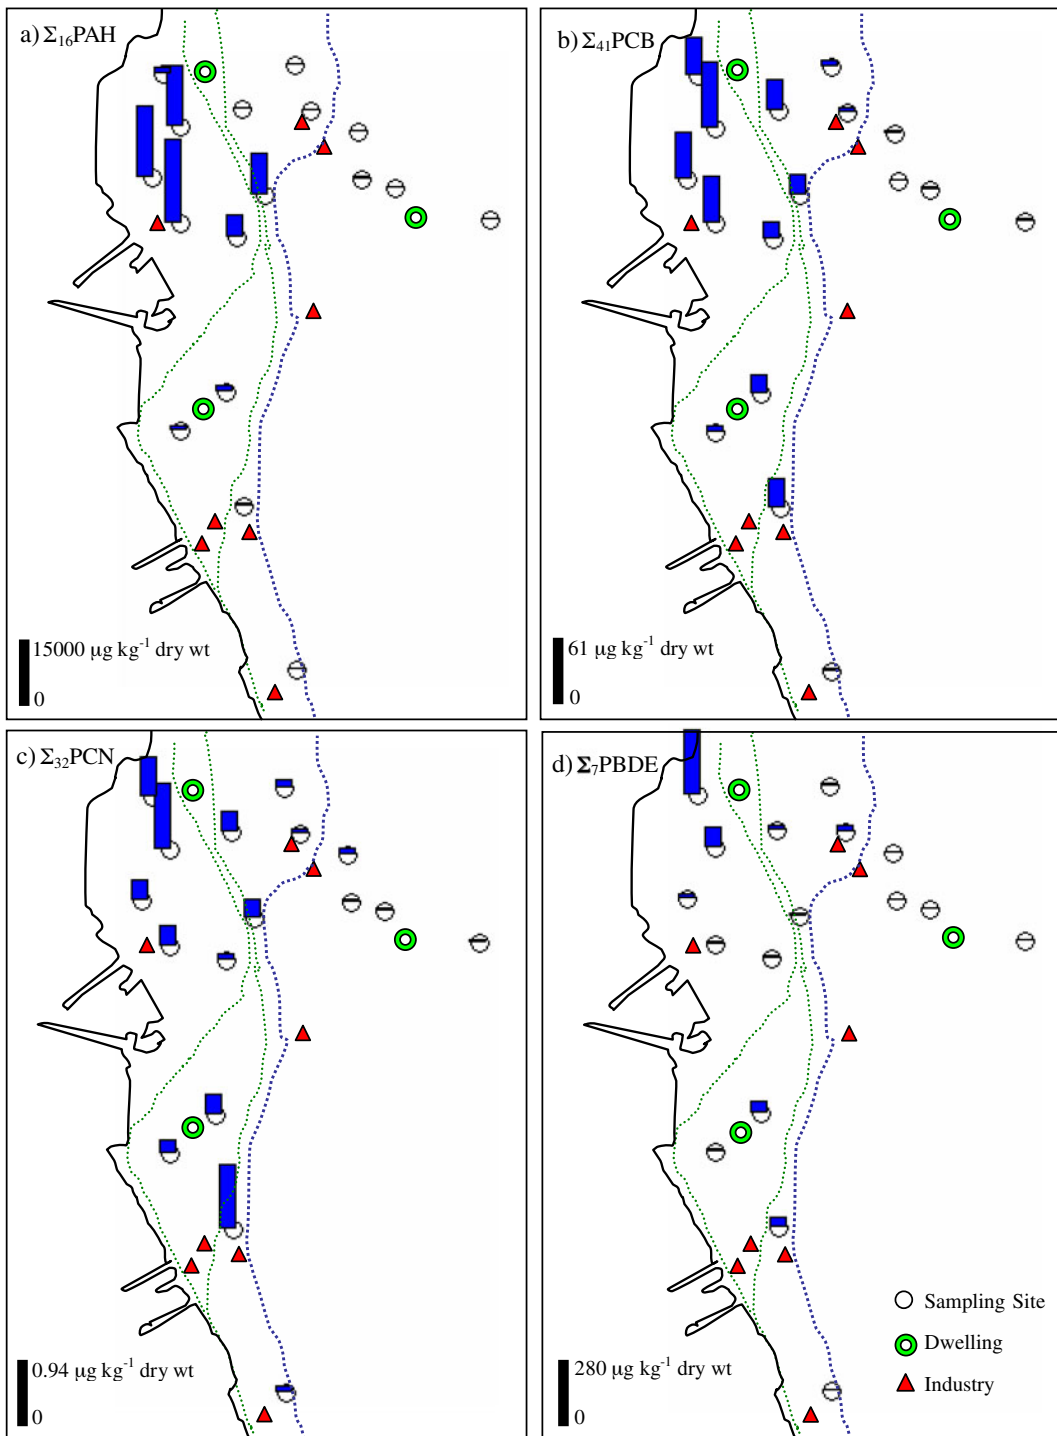 a) Σ₁₆PAH
15000 µg kg⁻¹ dry wt
0
b) Σ₄₁PCB
61 µg kg⁻¹ dry wt
0
c) Σ₃₂PCN
0.94 µg kg⁻¹ dry wt
0
d) Σ₇PBDE
280 µg kg⁻¹ dry wt
0
Sampling Site
Dwelling
Industry